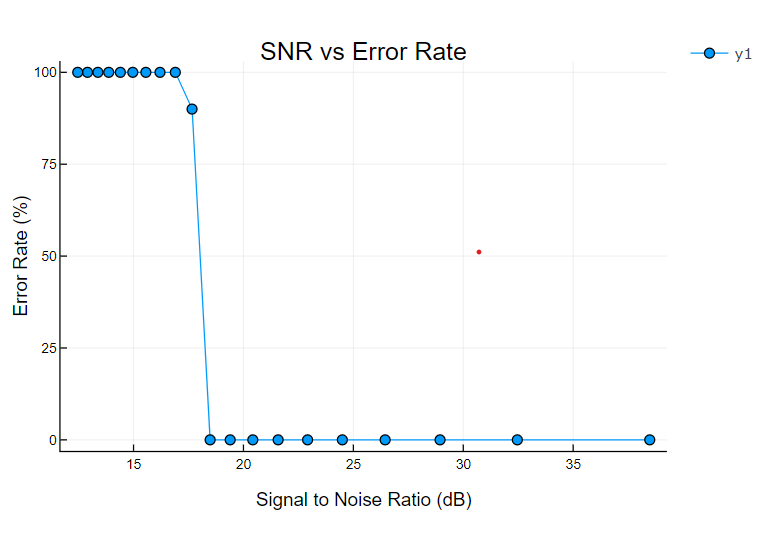 SNR vs Error Rate
y1
100
75
50
25
0
Error Rate (%)
15 20 25 30 35
Signal to Noise Ratio (dB)